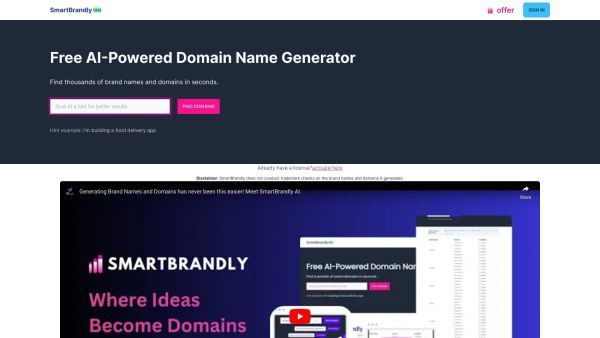 SmartBrandly beta
offer
SIGN IN
Free AI-Powered Domain Name Generator
Find thousands of brand names and domains in seconds.
Give AI a hint for better results
FIND DOMAINS
Hint example: I'm building a food delivery app
Already have a license?activate here
Disclaimer: SmartBrandly does not conduct trademark checks on the brand names and domains it generates.
Generating Brand Names and Domains has never been this easier! Meet SmartBrandly AI.
Share
SMARTBRANDLY
Where Ideas
Become Domains
SmartBrandly
Free AI-Powered Domain Nam
FIND DOMAINS